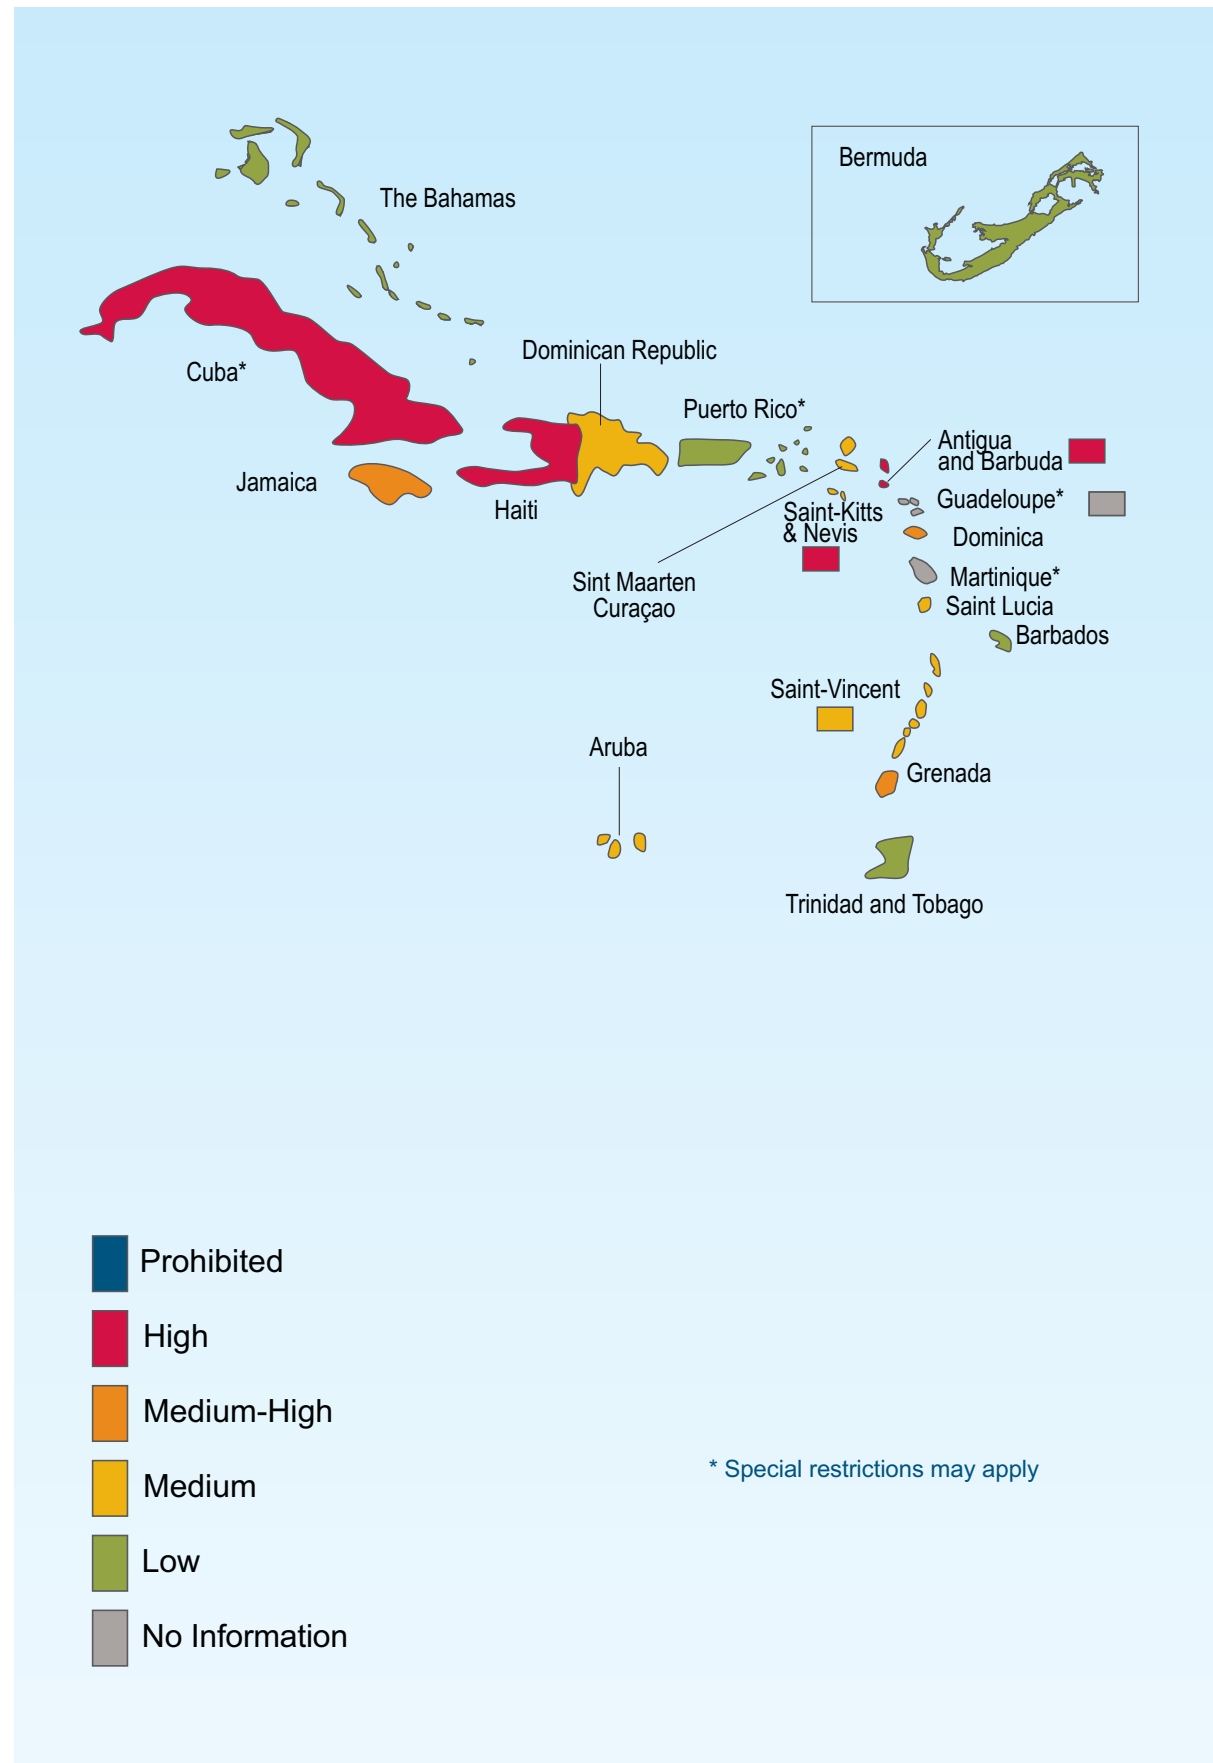 Bermuda
The Bahamas
Dominican Republic
Cuba*
Puerto Rico*
Antigua
and Barbuda
Jamaica
Haiti
Guadeloupe*
Saint-Kitts
& Nevis
Dominica
Sint Maarten
Curaçao
Martinique*
Saint Lucia
Barbados
Saint-Vincent
Aruba
Grenada
Trinidad and Tobago
Prohibited
High
Medium-High
Medium
* Special restrictions may apply
Low
No Information